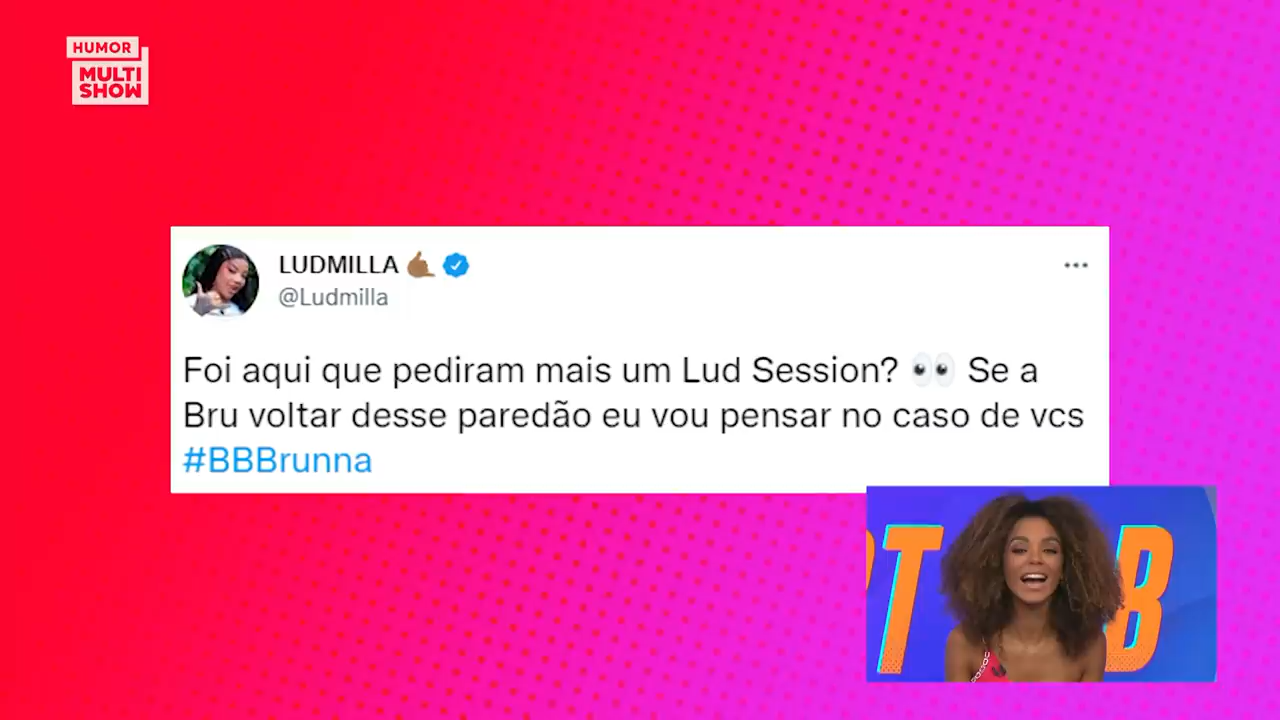 HUMOR
MULTI
SHOW
LUDMILLA 🤙🏾
@Ludmilla
Foi aqui que pediram mais um Lud Session? 👀 Se a
Bru voltar desse paredão eu vou pensar no caso de vcs
#BBBrunna
T B